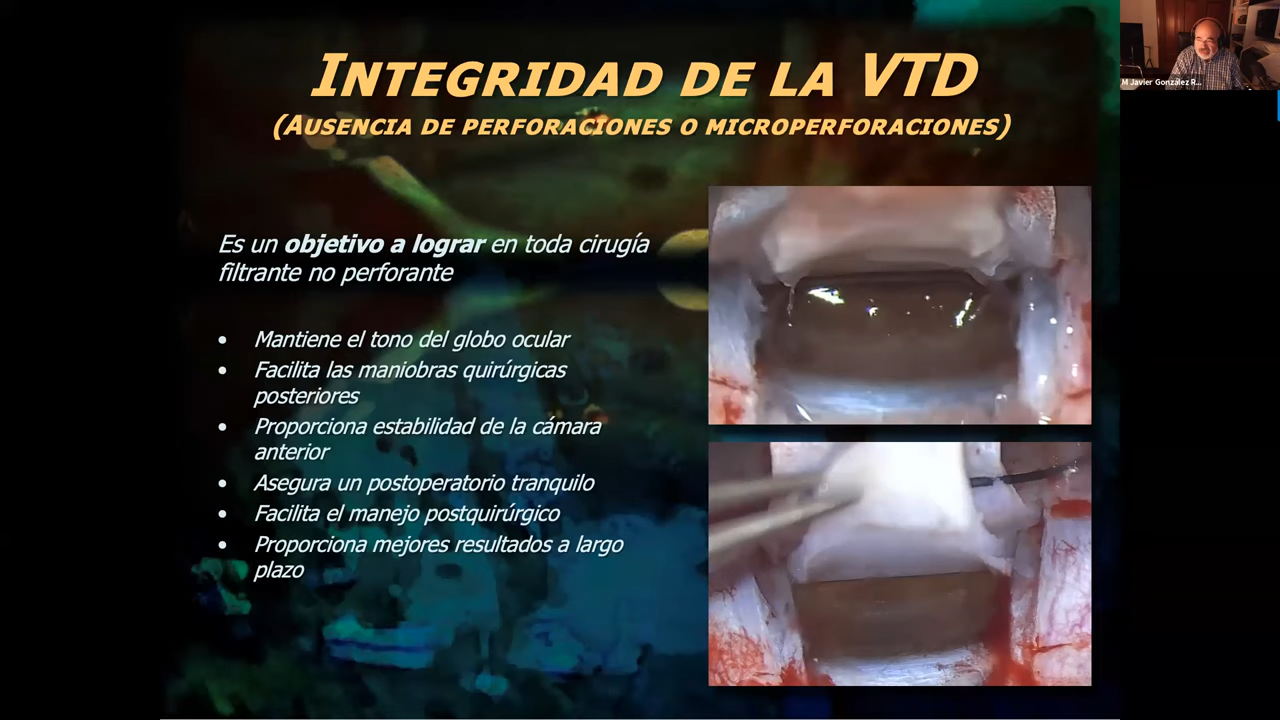 INTEGRIDAD DE LA VTD
(AUSENCIA DE PERFORACIONES O MICROPERFORACIONES)
M Javier González R...
Es un objetivo a lograr en toda cirugía
filtrante no perforante
• Mantiene el tono del globo ocular
• Facilita las maniobras quirúrgicas
posteriores
• Proporciona estabilidad de la cámara
anterior
• Asegura un postoperatorio tranquilo
• Facilita el manejo postquirúrgico
• Proporciona mejores resultados a largo
plazo